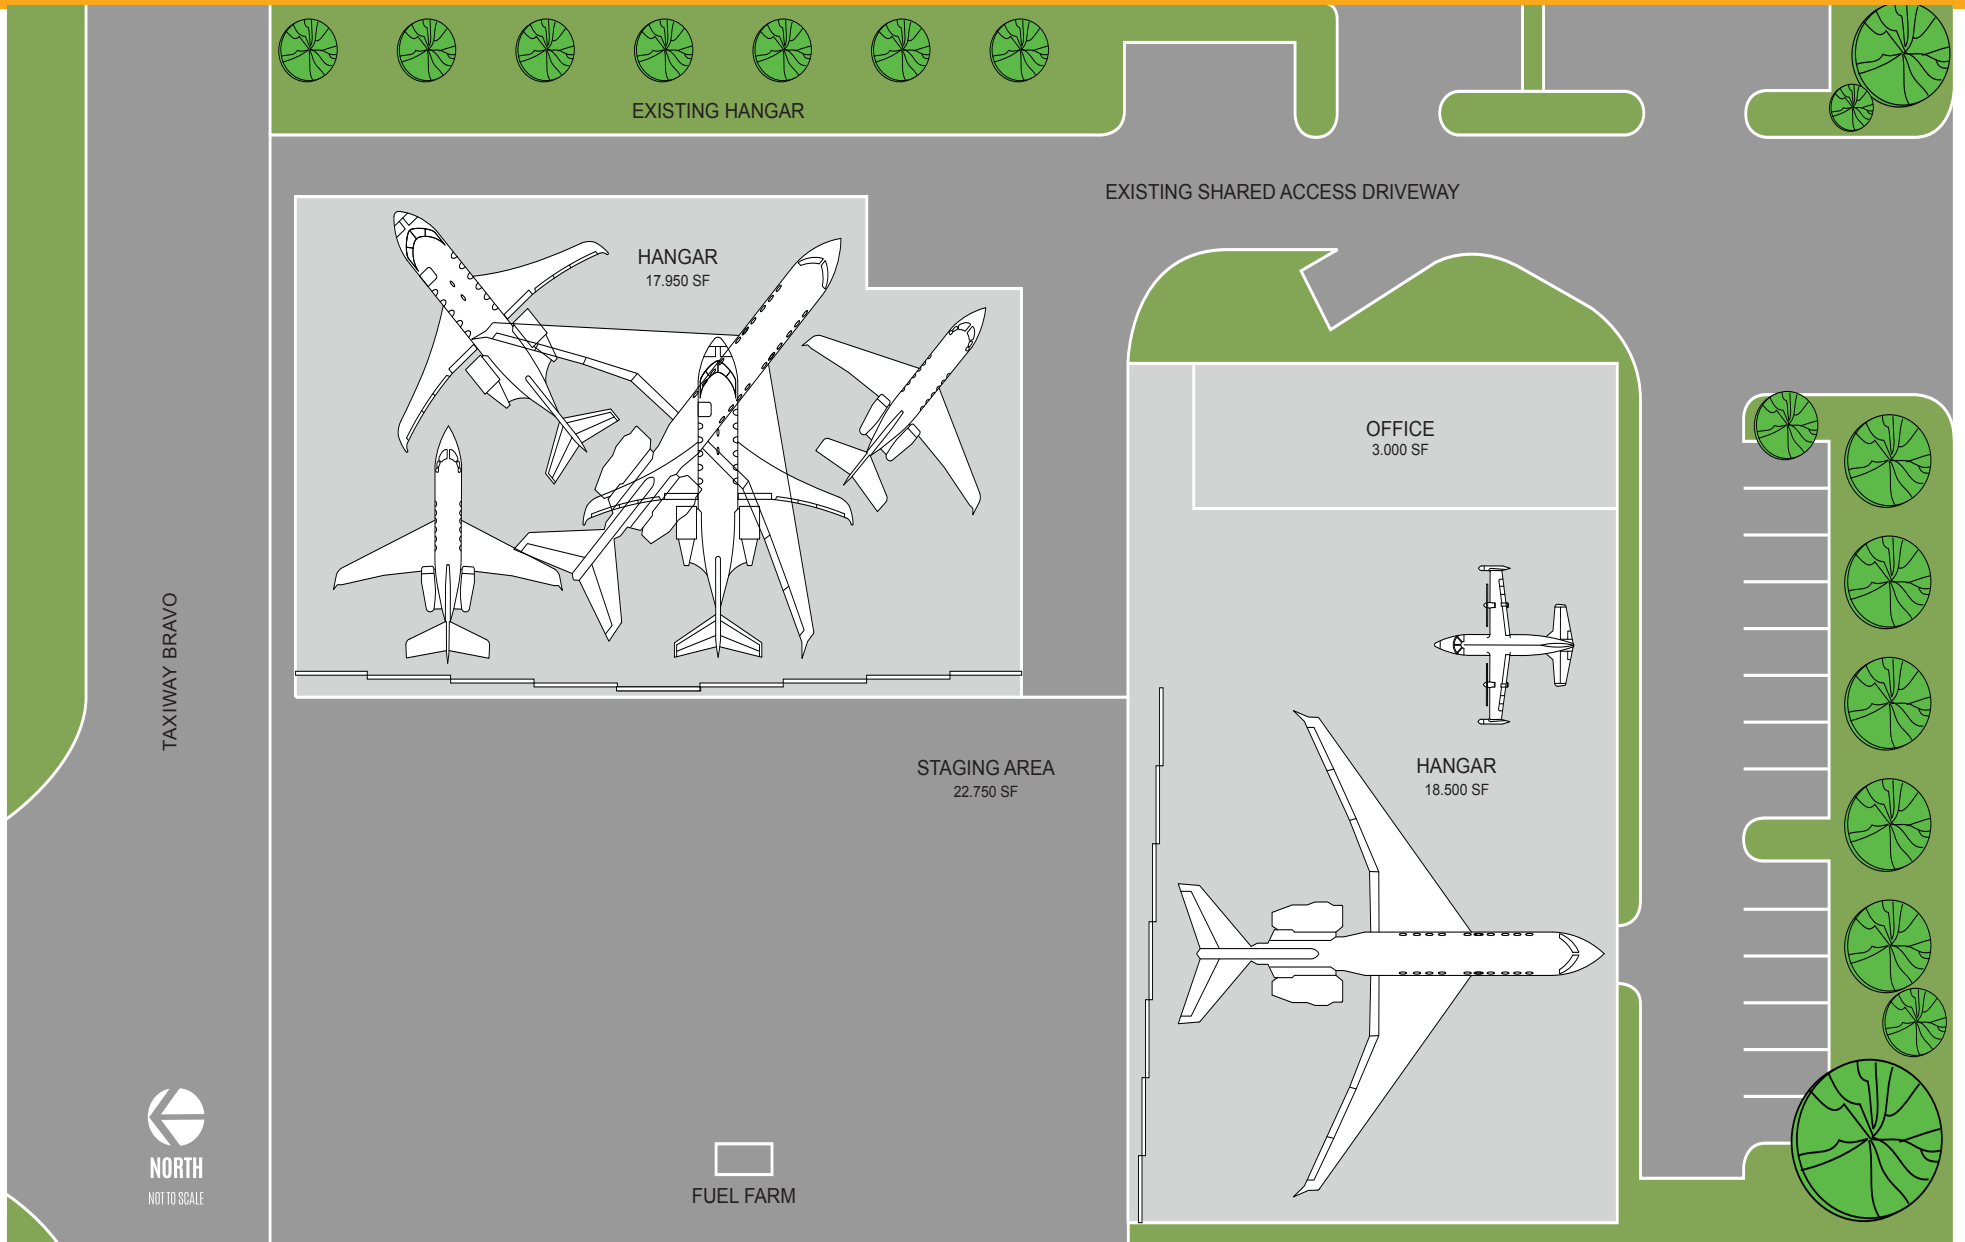 EXISTING HANGAR
EXISTING SHARED ACCESS DRIVEWAY
HANGAR
17.950 SF
OFFICE
3.000 SF
TAXIWAY BRAVO
STAGING AREA
22.750 SF
HANGAR
18.500 SF
NORTH
NOT TO SCALE
FUEL FARM